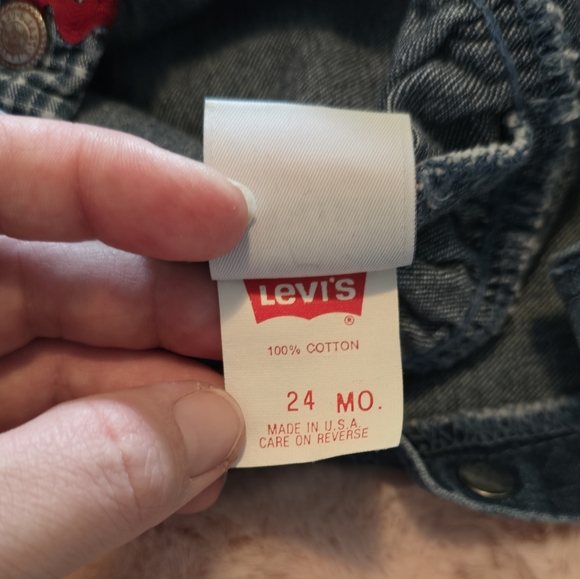 LEVI'S
®
100% COTTON
24 MO.
MADE IN U.S.A.
CARE ON REVERSE